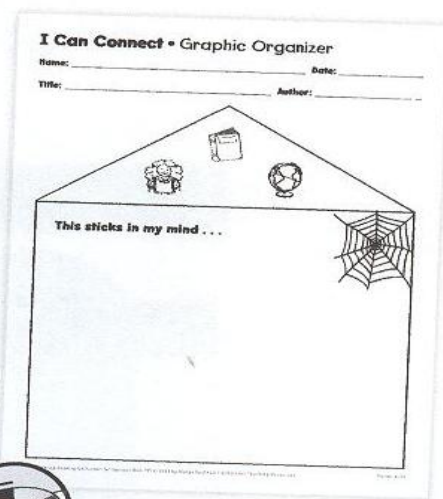 I Can Connect • Graphic Organizer
Name: Date:
Title: Author:
This sticks in my mind . . .